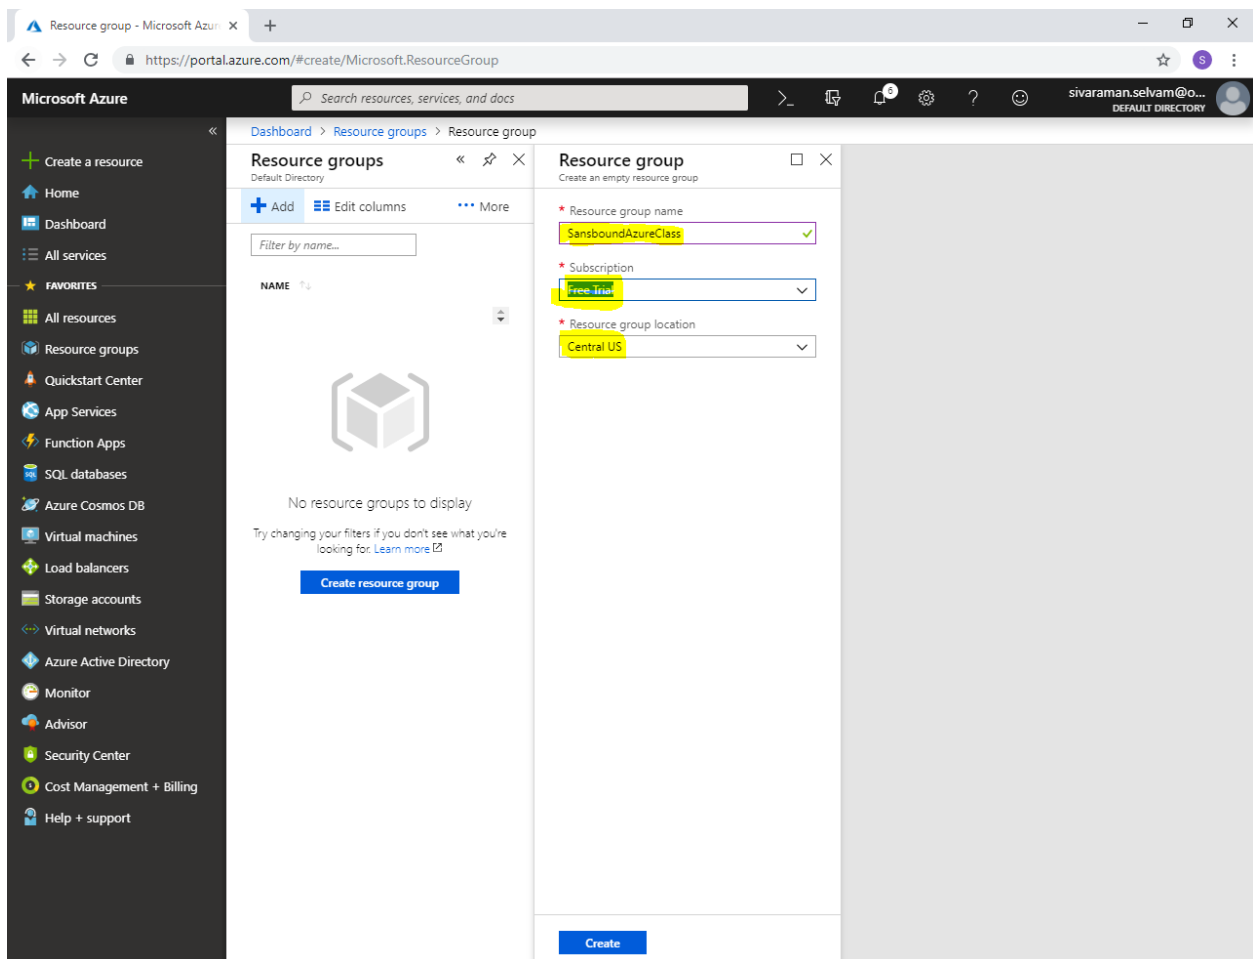 Resource group - Microsoft Azur
https://portal.azure.com/#create/Microsoft.ResourceGroup
S
Microsoft Azure
Search resources, services, and docs
6
sivaraman.selvam@o...
DEFAULT DIRECTORY
Dashboard > Resource groups > Resource group
Create a resource
Home
Dashboard
All services
FAVORITES
All resources
Resource groups
Quickstart Center
App Services
Function Apps
SQL databases
Azure Cosmos DB
Virtual machines
Load balancers
Storage accounts
Virtual networks
Azure Active Directory
Monitor
Advisor
Security Center
Cost Management + Billing
Help + support
Resource groups
Default Directory
Add
Edit columns
More
Filter by name...
NAME
No resource groups to display
Try changing your filters if you don't see what you're
looking for. Learn more
Create resource group
Resource group
Create an empty resource group
* Resource group name
SansboundAzureClass
* Subscription
Free Trial
* Resource group location
Central US
Create